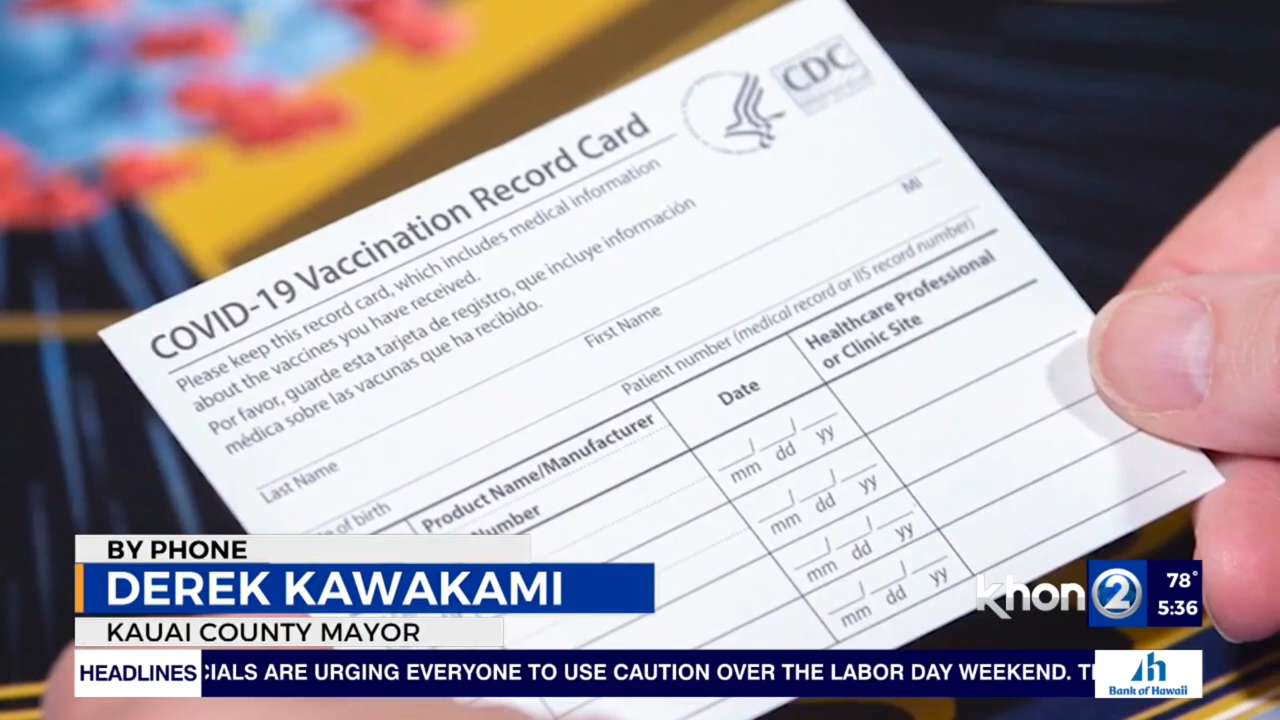 CDC
COVID-19 Vaccination Record Card
Please keep this record card, which includes medical information
about the vaccines you have received.
Por favor, guarde esta tarjeta de registro, que incluye información
médica sobre las vacunas que ha recibido.
Last Name
First Name
MI
of birth
Patient number (medical record or IIS record number)
Product Name/Manufacturer
Number
Date
Healthcare Professional
or Clinic Site
mm dd yy
mm dd yy
mm dd yy
mm dd yy
BY PHONE
DEREK KAWAKAMI
KAUAI COUNTY MAYOR
khon 2
78°
5:36
HEADLINES
CIALS ARE URGING EVERYONE TO USE CAUTION OVER THE LABOR DAY WEEKEND. T
Bank of Hawaii